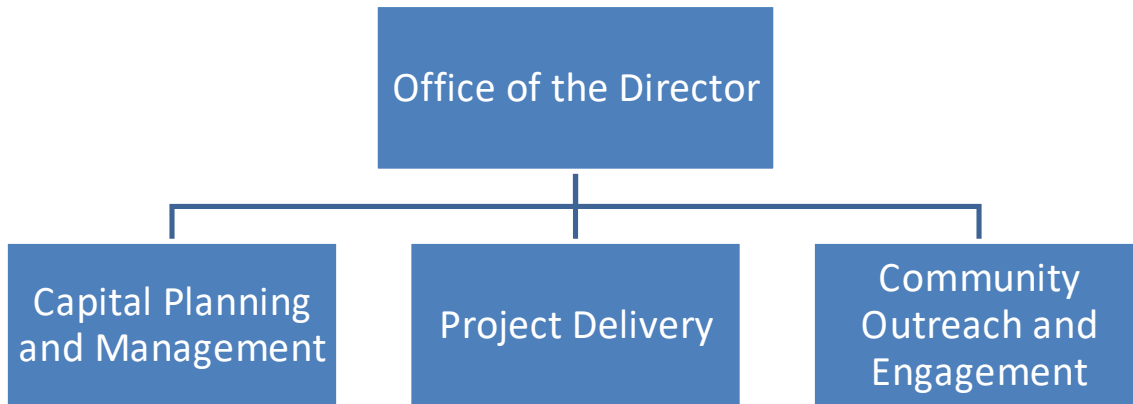 Office of the Director
Capital Planning
and Management
Project Delivery
Community
Outreach and
Engagement